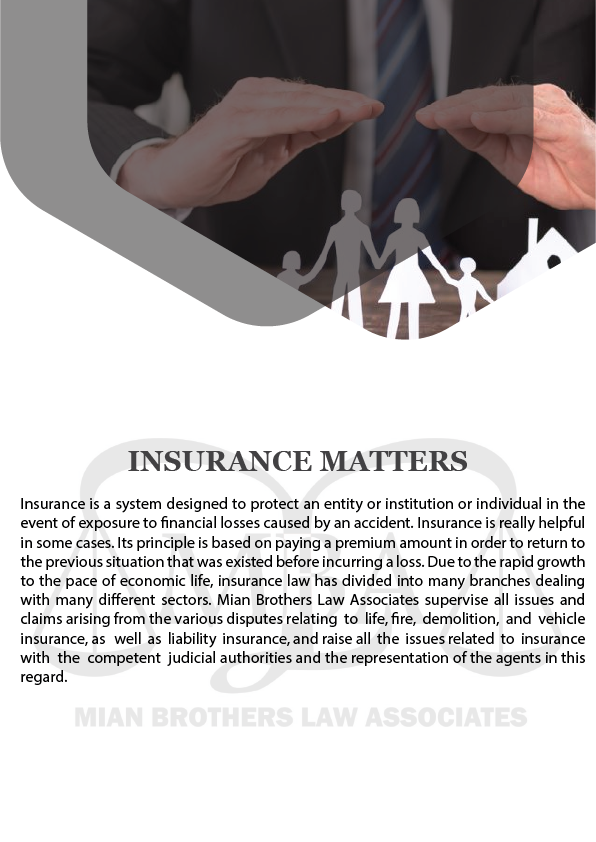 INSURANCE MATTERS
Insurance is a system designed to protect an entity or institution or individual in the
event of exposure to financial losses caused by an accident. Insurance is really helpful
in some cases. Its principle is based on paying a premium amount in order to return to
the previous situation that was existed before incurring a loss. Due to the rapid growth
to the pace of economic life, insurance law has divided into many branches dealing
with many different sectors. Mian Brothers Law Associates supervise all issues and
claims arising from the various disputes relating to life, fire, demolition, and vehicle
insurance, as well as liability insurance, and raise all the issues related to insurance
with the competent judicial authorities and the representation of the agents in this
regard.
MBA
MIAN BROTHERS LAW ASSOCIATES